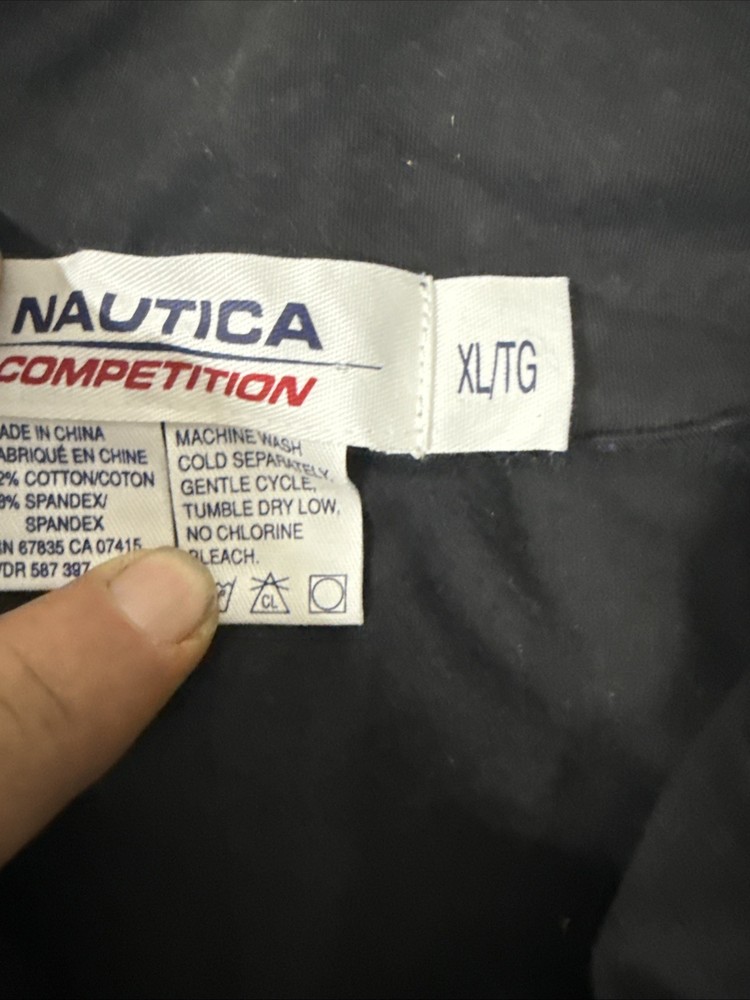 NAUTICA
COMPETITION
XL/TG
ADE IN CHINA
ABRIQUÉ EN CHINE
2% COTTON/COTON
8% SPANDEX/
SPANDEX
N 67835 CA 07415
DR 587 397
MACHINE WASH
COLD SEPARATELY,
GENTLE CYCLE,
TUMBLE DRY LOW,
NO CHLORINE
BLEACH.
CL